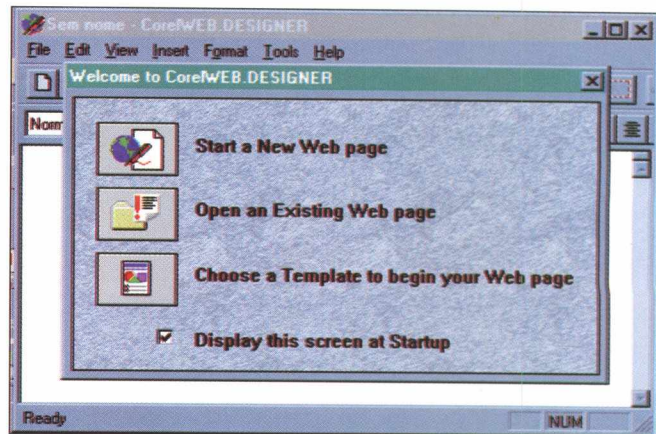 Sem nome - CorelWEB.DESIGNER
File Edit View Insert Format Tools Help
Welcome to CorelWEB.DESIGNER
Start a New Web page
Open an Existing Web page
Choose a Template to begin your Web page
Display this screen at Startup
Ready NUM